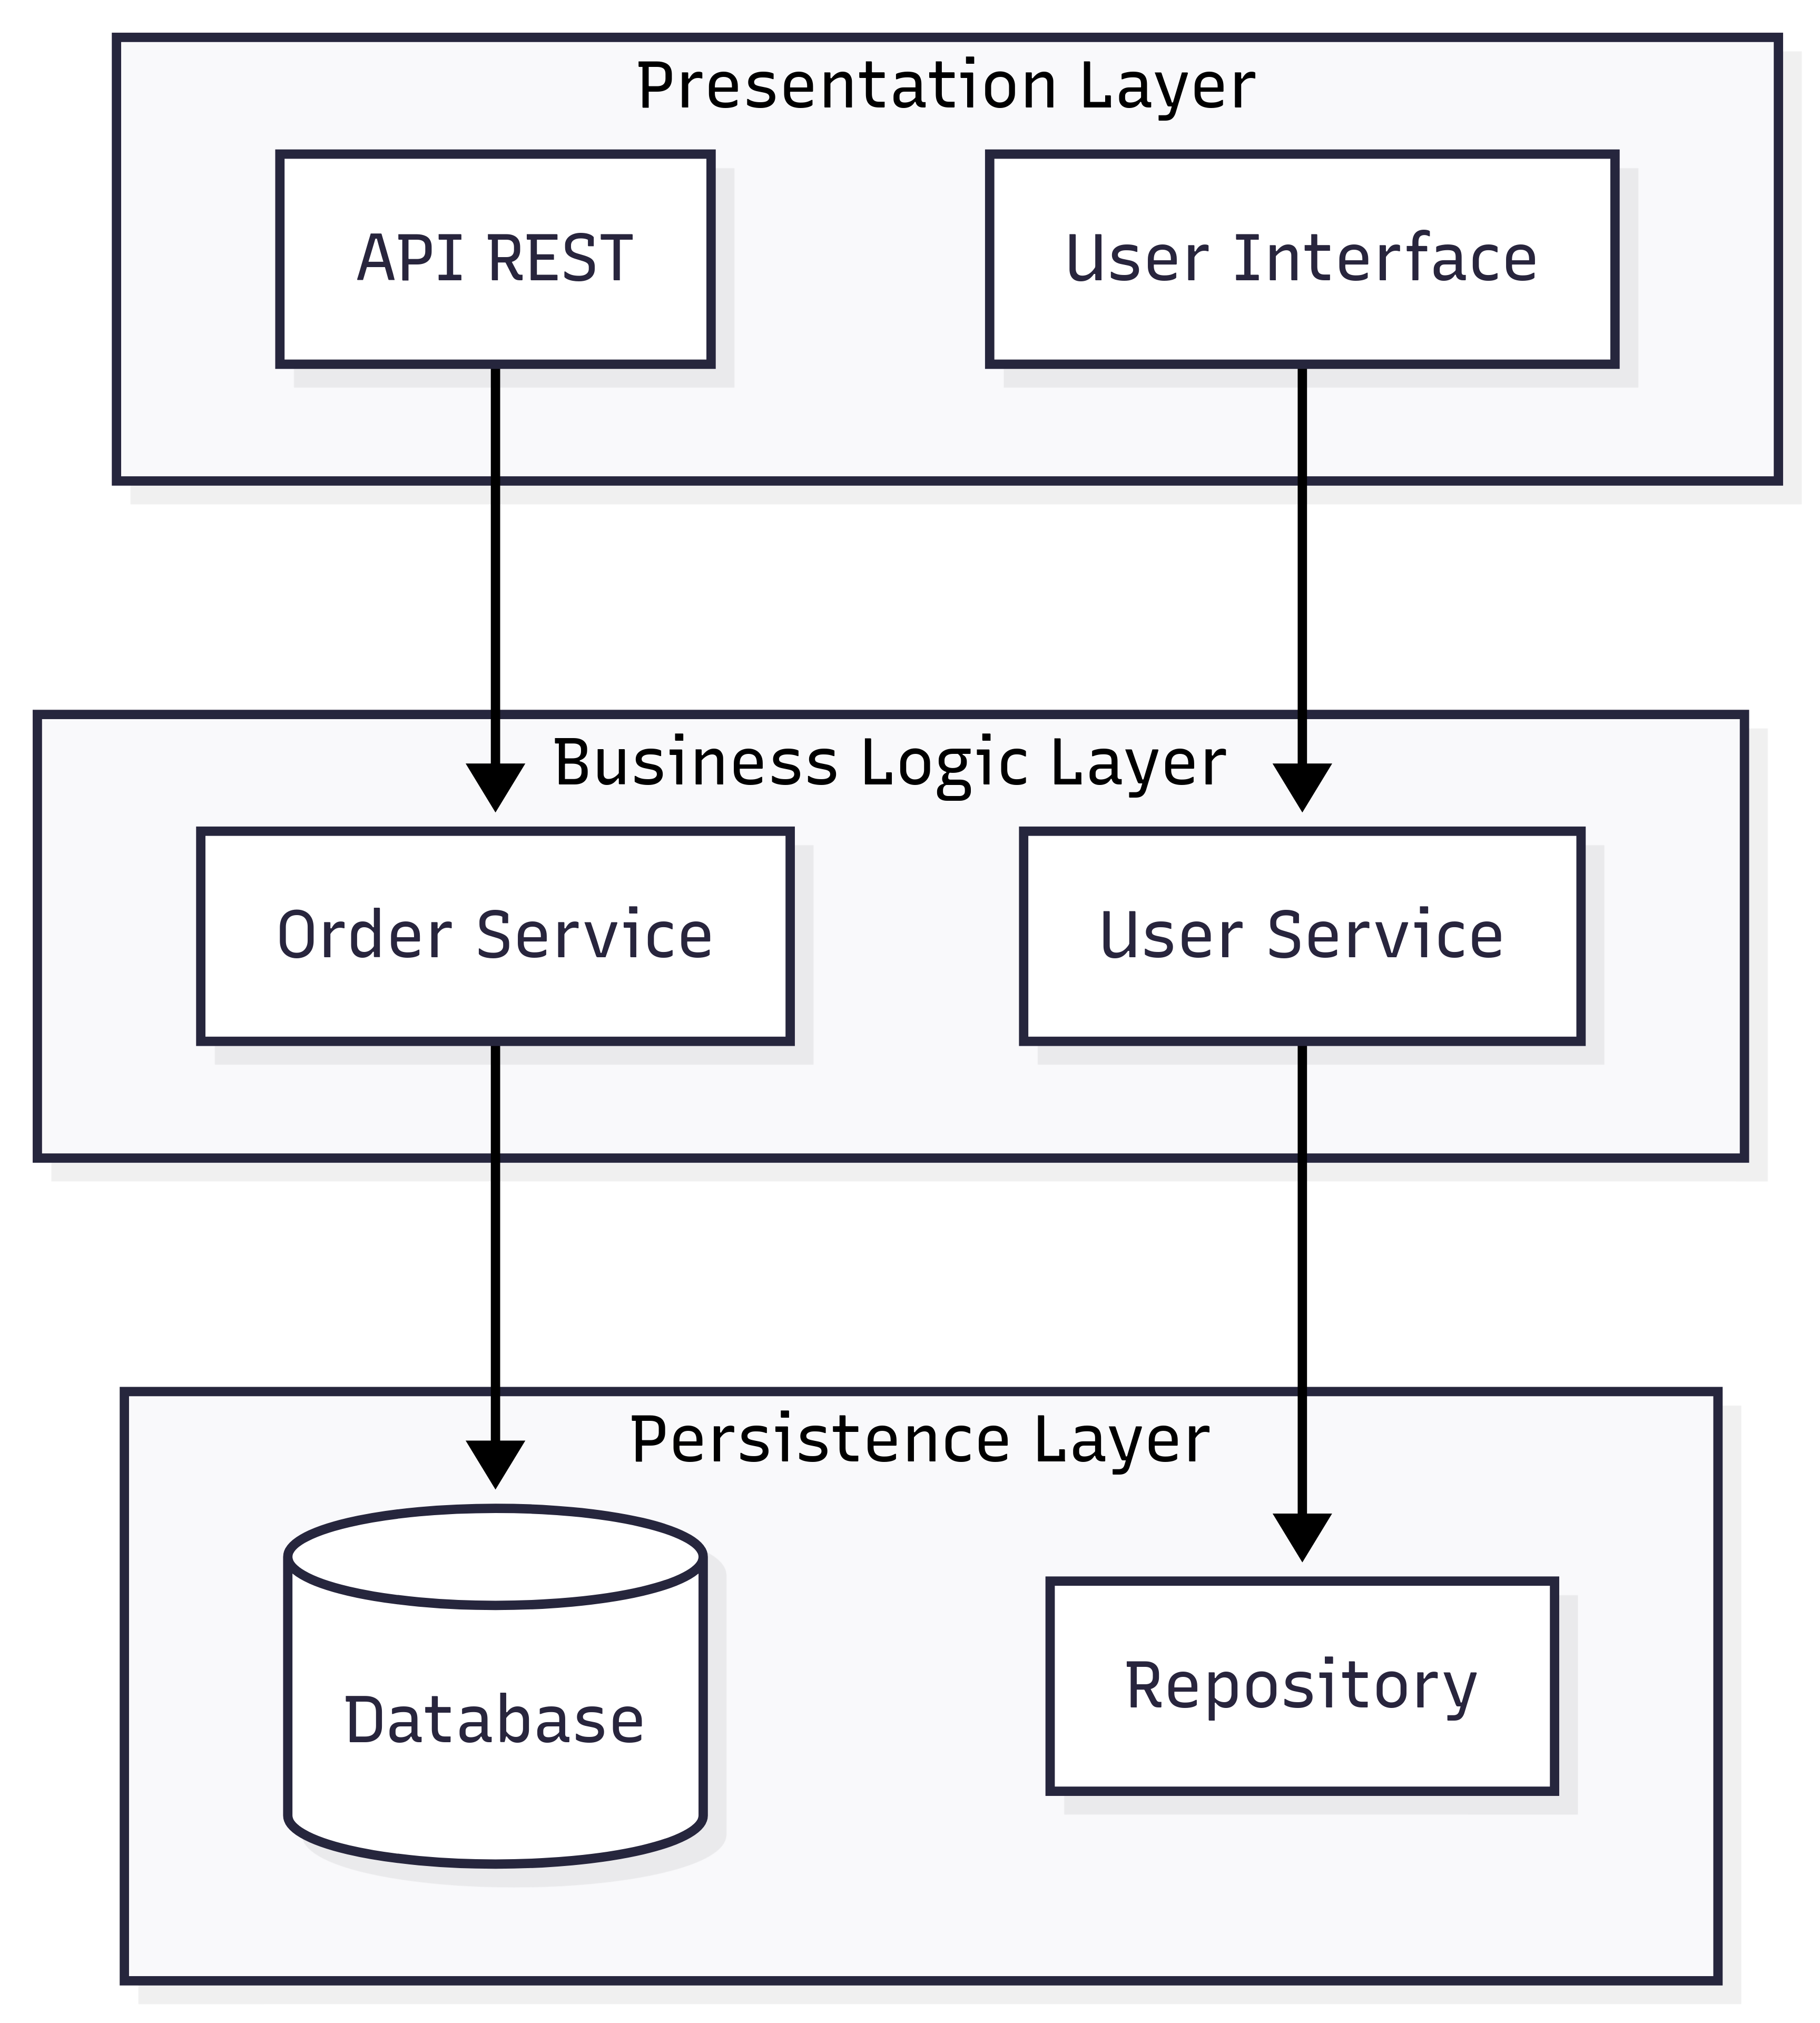 Presentation Layer
API REST
User Interface
Business Logic Layer
Order Service
User Service
Persistence Layer
Database
Repository